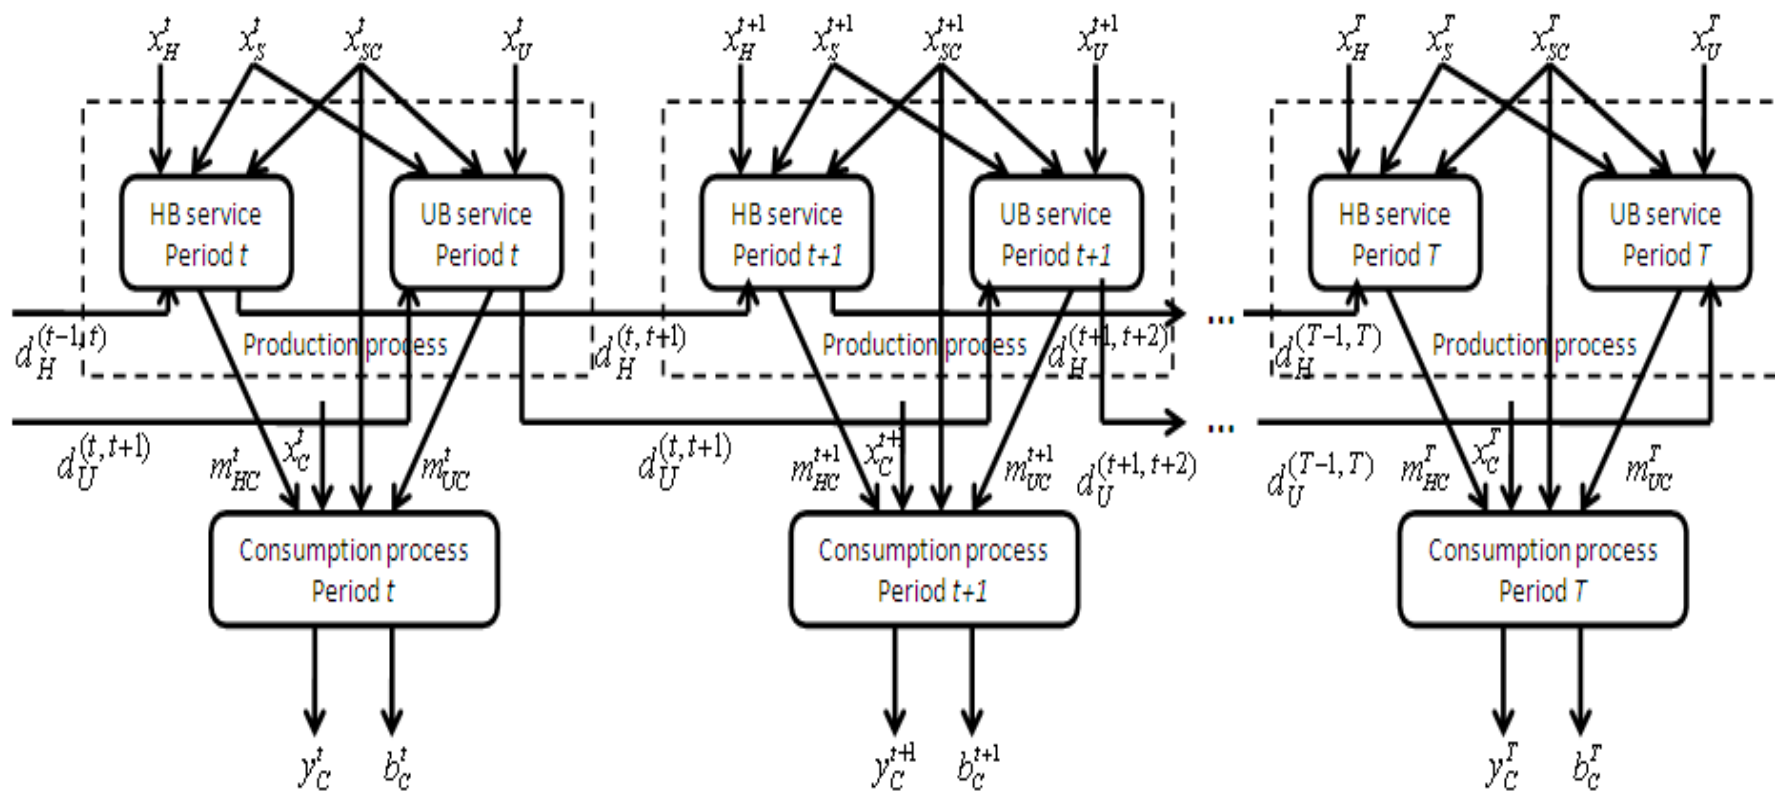 x_H^t x_S^t x_SC^t x_U^t x_H^{t+1} x_S^{t+1} x_SC^{t+1} x_U^{t+1} x_H^T x_S^T x_SC^T x_U^T
HB service
Period t
UB service
Period t
HB service
Period t+1
UB service
Period t+1
HB service
Period T
UB service
Period T
... 
d_H^{(t-1,t)} Production process d_H^{(t,t+1)} Production process d_H^{(t+1,t+2)} d_H^{(T-1,T)} Production process
...
d_U^{(t,t+1)} m_HC^t x_C^t m_UC^t d_U^{(t,t+1)} m_HC^{t+1} x_C^{t+1} m_UC^{t+1} d_U^{(t+1,t+2)} d_U^{(T-1,T)} m_HC^T x_C^T m_UC^T
Consumption process
Period t
Consumption process
Period t+1
Consumption process
Period T
y_C^t b_C^t y_C^{t+1} b_C^{t+1} y_C^T b_C^T